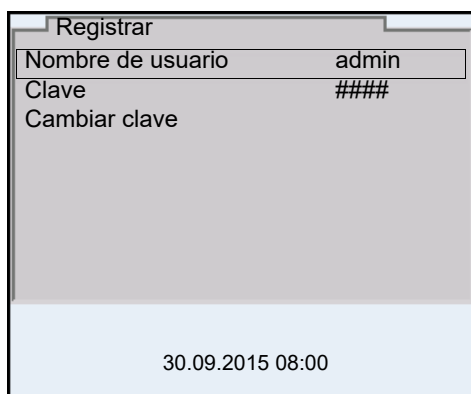 Registrar
Nombre de usuario admin
Clave ####
Cambiar clave
30.09.2015 08:00